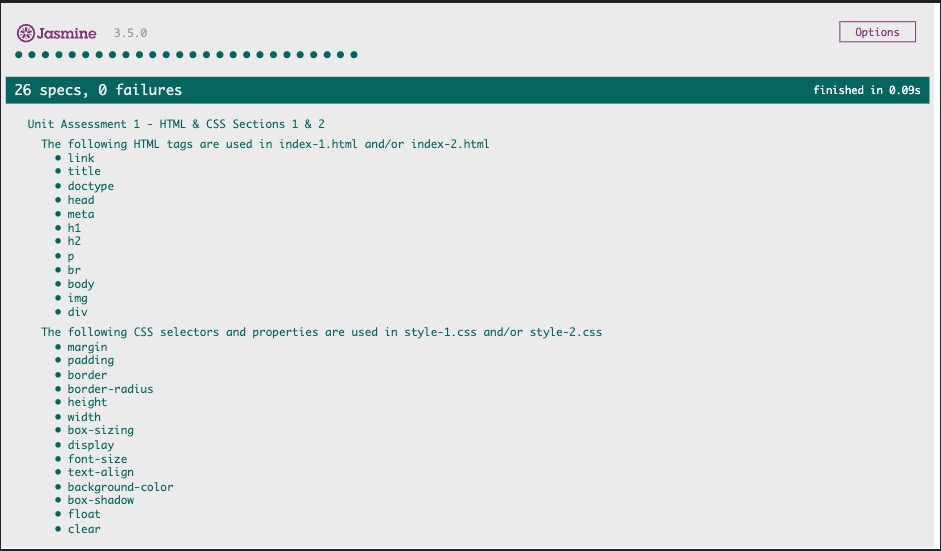 Jasmine 3.5.0
Options
26 specs, 0 failures
finished in 0.09s
Unit Assessment 1 - HTML & CSS Sections 1 & 2
The following HTML tags are used in index-1.html and/or index-2.html
• link
• title
• doctype
• head
• meta
• h1
• h2
• p
• br
• body
• img
• div
The following CSS selectors and properties are used in style-1.css and/or style-2.css
• margin
• padding
• border
• border-radius
• height
• width
• box-sizing
• display
• font-size
• text-align
• background-color
• box-shadow
• float
• clear